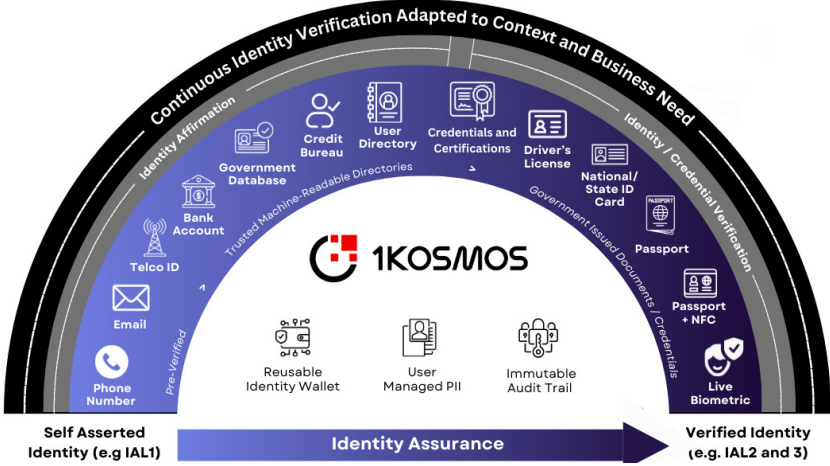 Continuous Identity Verification Adapted to Context and Business Need
Identity Affirmation
Identity / Credential Verification
Phone
Number
Email
Telco ID
Bank
Account
Government
Database
Credit
Bureau
User
Directory
Credentials and
Certifications
Driver's
License
National/
State ID
Card
PASSPORT
Passport
Passport
+ NFC
Live
Biometric
Pre-Verified
>
Trusted Machine-Readable Directories
>
Government Issued Documents / Credentials
1KOSMOS
Reusable
Identity Wallet
User
Managed PII
Immutable
Audit Trail
Self Asserted
Identity (e.g IAL1)
Identity Assurance
Verified Identity
(e.g. IAL2 and 3)